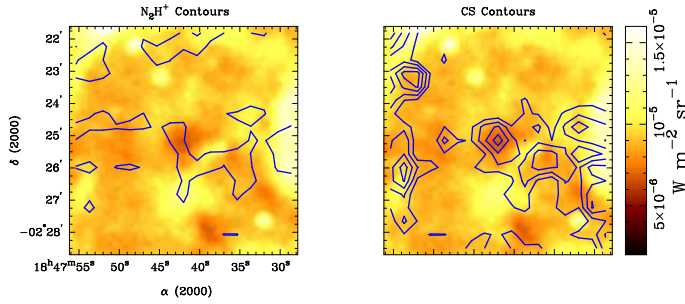 N₂H⁺ Contours
CS Contours
22'
23'
24'
25'
26'
27'
−02°28'
δ (2000)
18ʰ47ᵐ55ˢ 50ˢ 45ˢ 40ˢ 35ˢ 30ˢ
α (2000)
5×10⁻⁶ 10⁻⁵ 1.5×10⁻⁵
W m−2 sr⁻¹